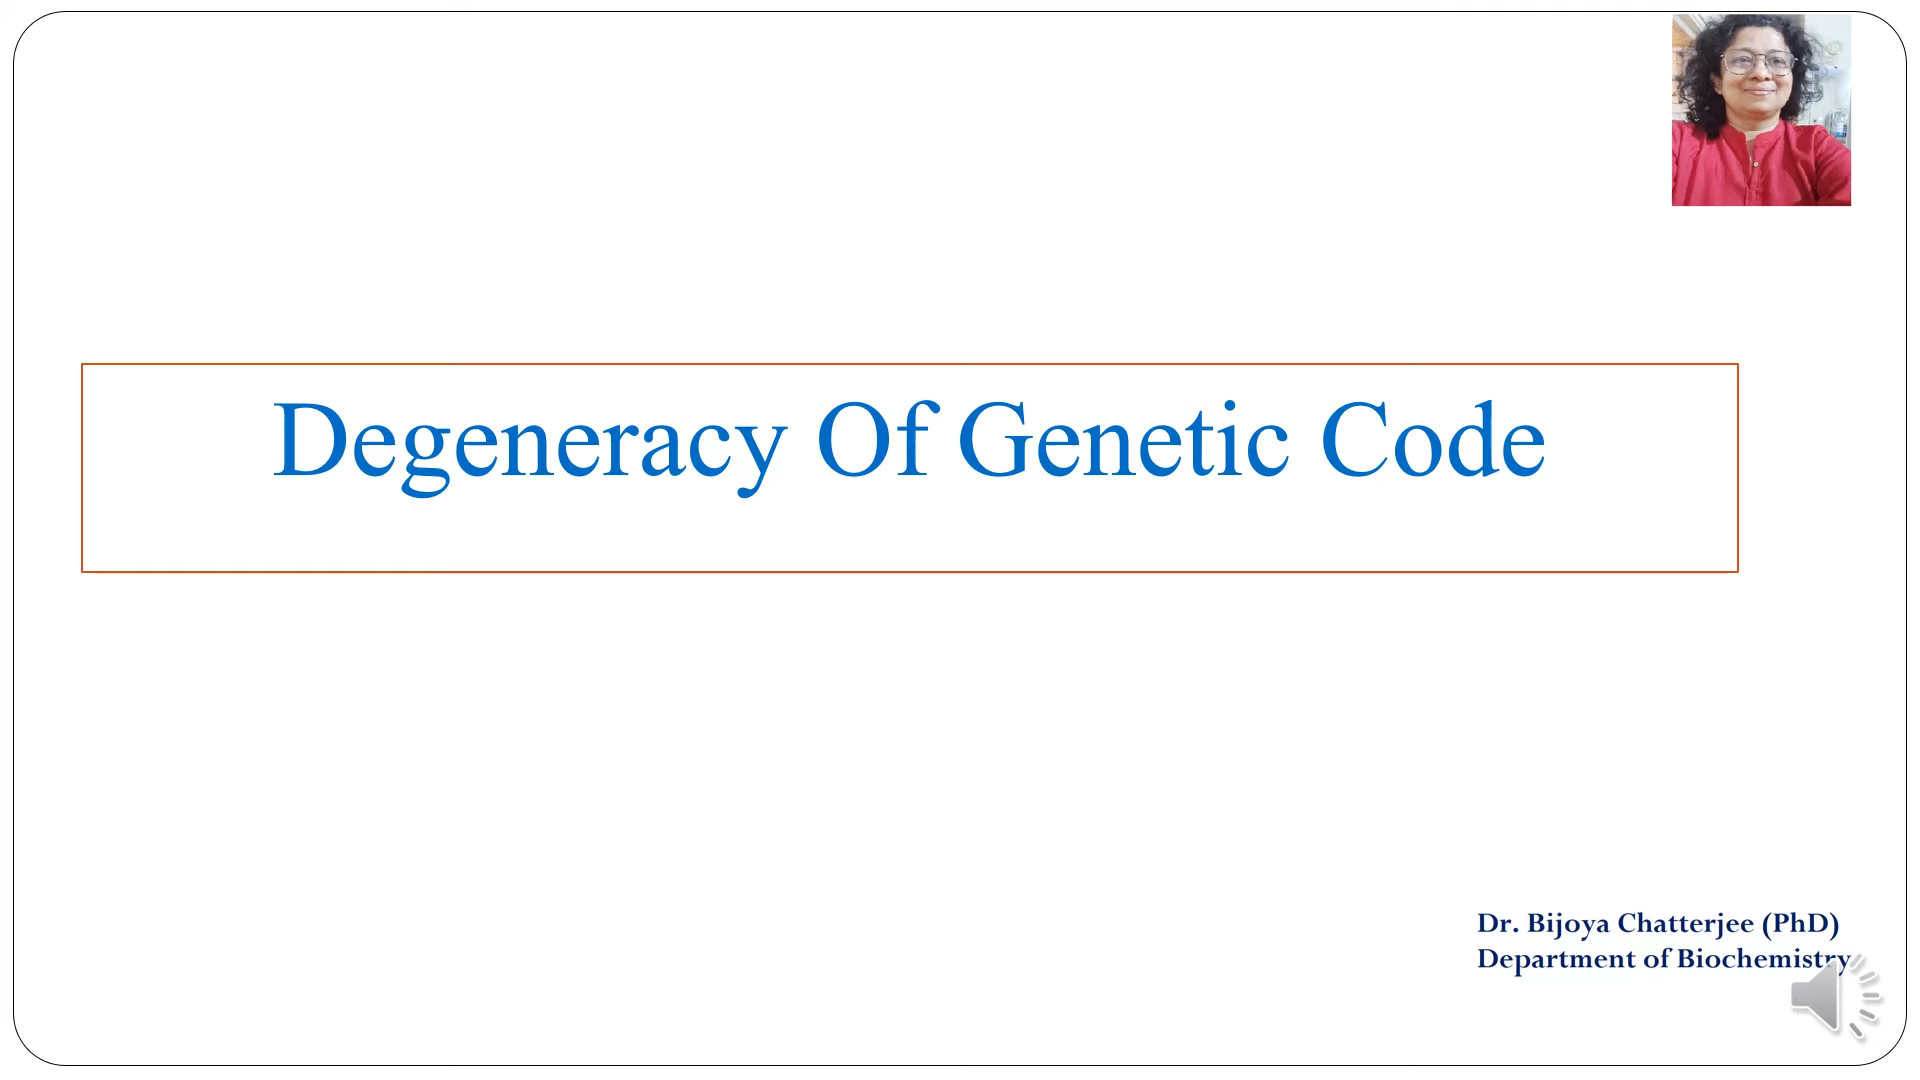 Degeneracy Of Genetic Code
Dr. Bijoya Chatterjee (PhD)
Department of Biochemistry